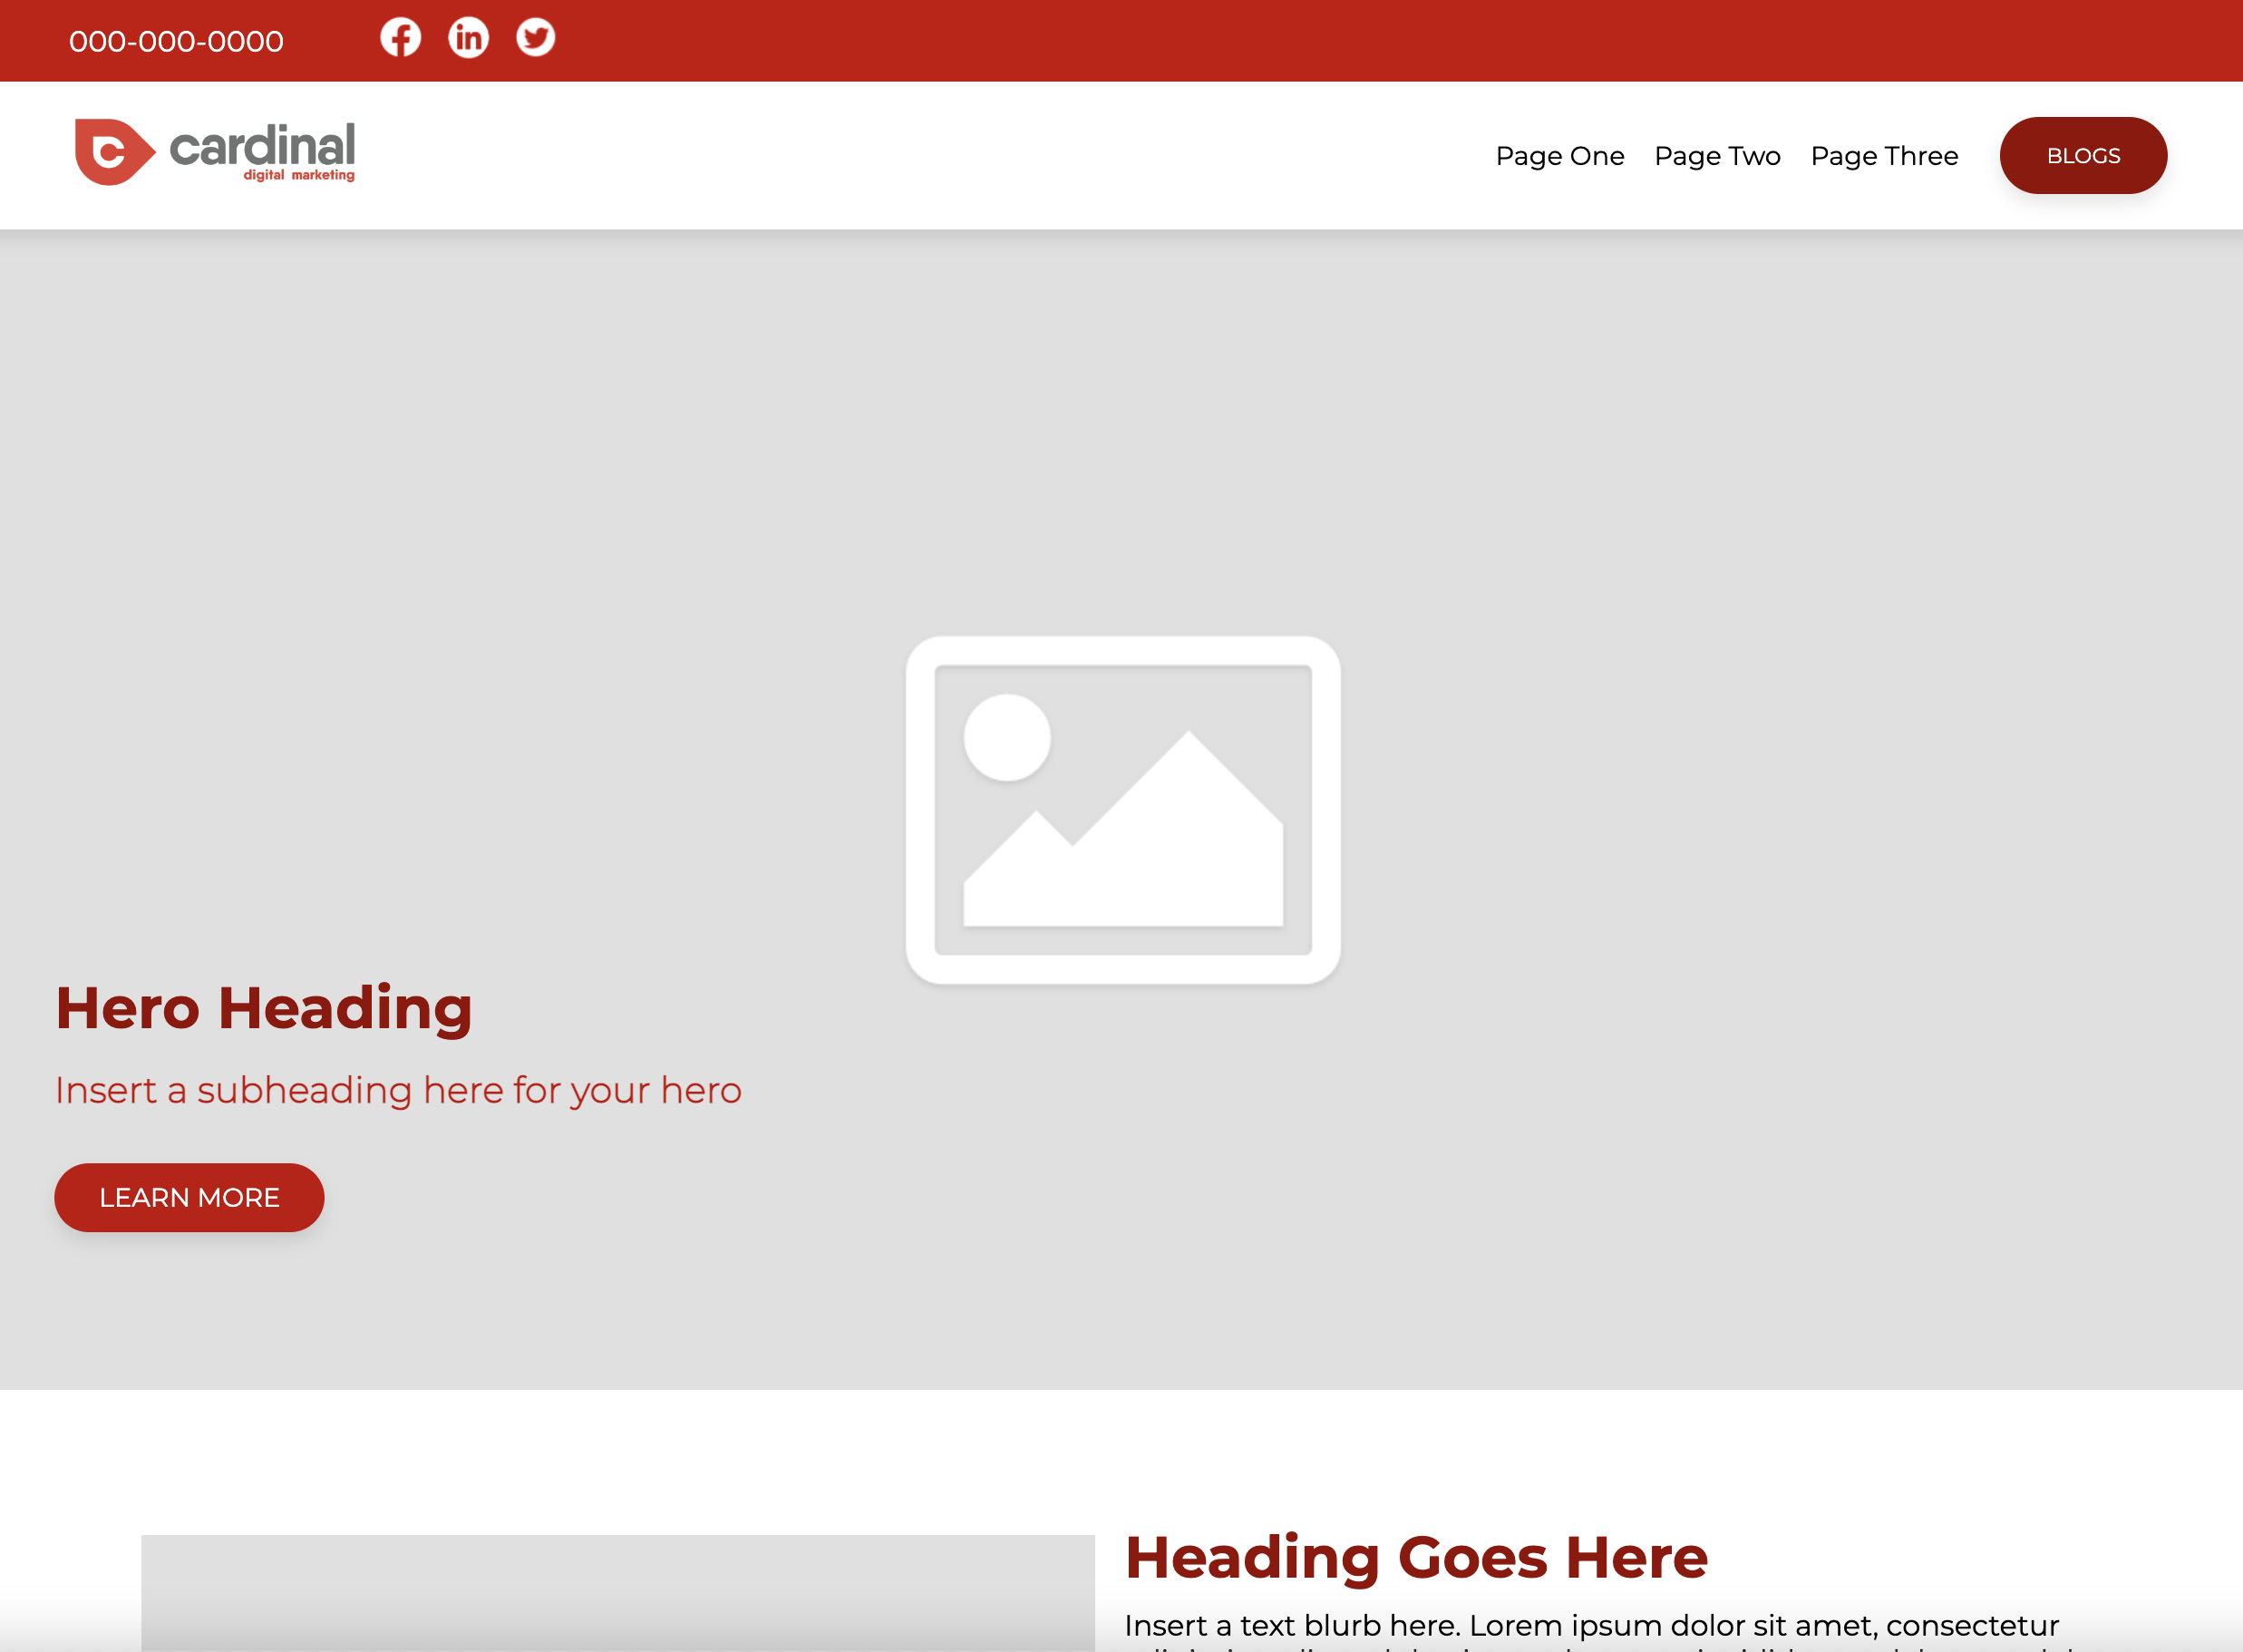 000-000-0000
cardinal
digital marketing
Page One Page Two Page Three BLOGS
Hero Heading
Insert a subheading here for your hero
LEARN MORE
Heading Goes Here
Insert a text blurb here. Lorem ipsum dolor sit amet, consectetur